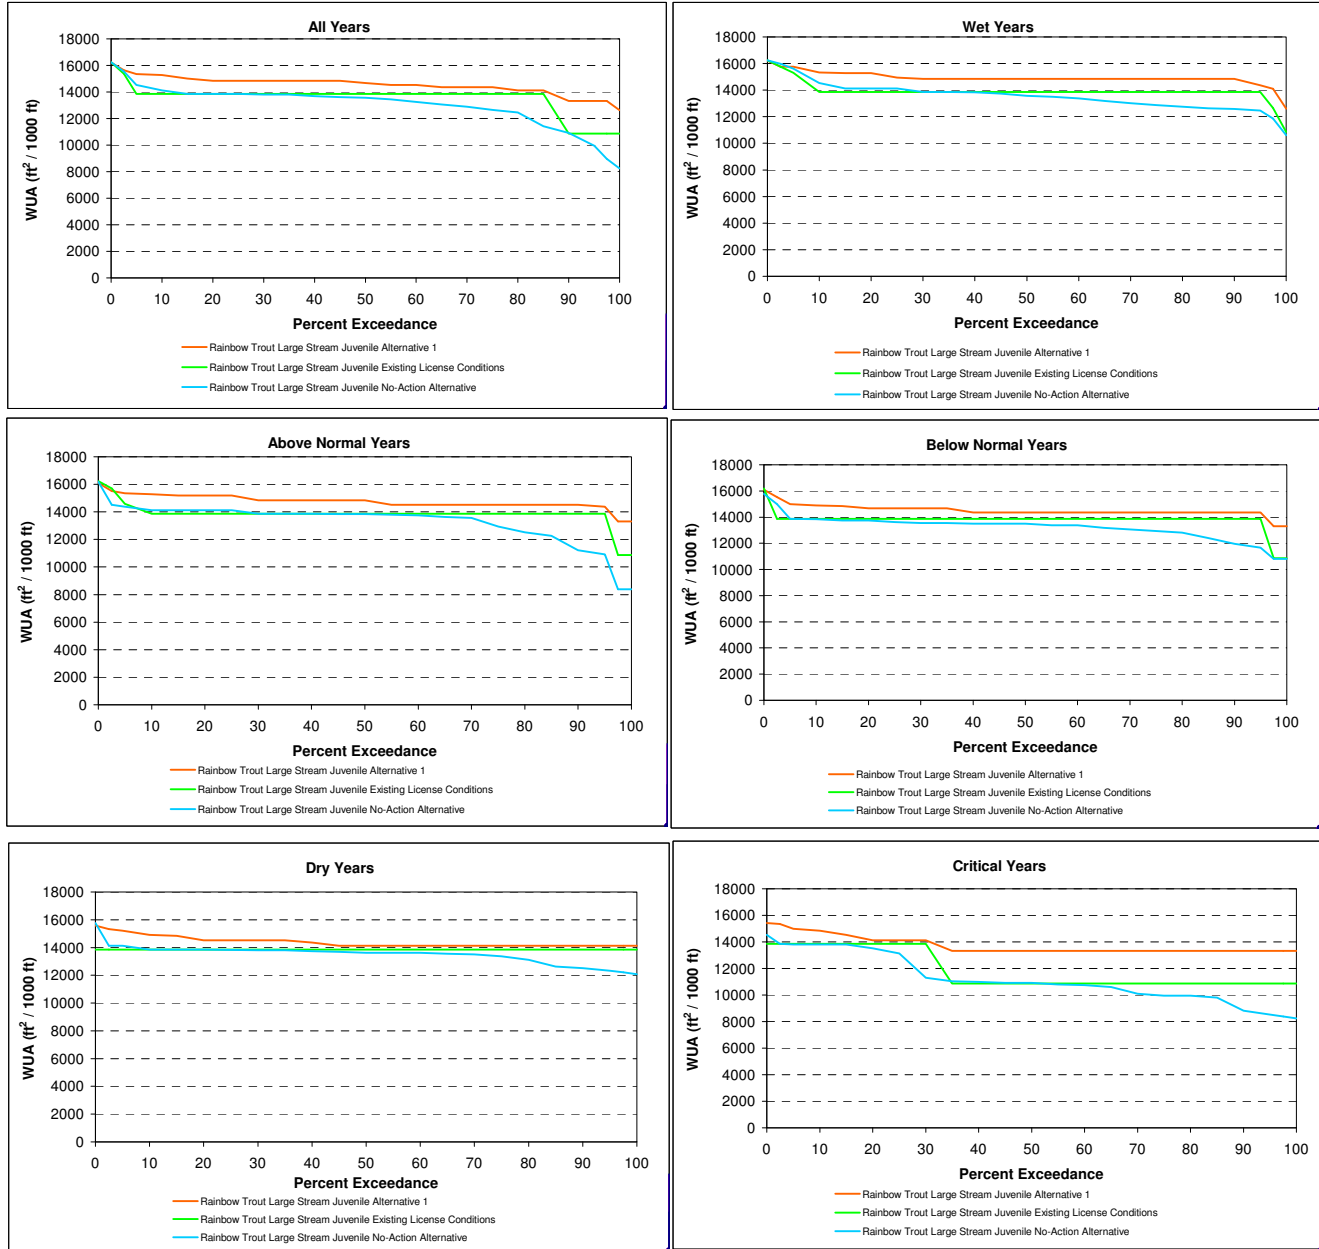 All Years
18000
16000
14000
12000
10000
8000
6000
4000
2000
0
WUA (ft² / 1000 ft)
0 10 20 30 40 50 60 70 80 90 100
Percent Exceedance
Rainbow Trout Large Stream Juvenile Alternative 1
Rainbow Trout Large Stream Juvenile Existing License Conditions
Rainbow Trout Large Stream Juvenile No-Action Alternative
Wet Years
18000
16000
14000
12000
10000
8000
6000
4000
2000
0
WUA (ft² / 1000 ft)
0 10 20 30 40 50 60 70 80 90 100
Percent Exceedance
Rainbow Trout Large Stream Juvenile Alternative 1
Rainbow Trout Large Stream Juvenile Existing License Conditions
Rainbow Trout Large Stream Juvenile No-Action Alternative
Above Normal Years
18000
16000
14000
12000
10000
8000
6000
4000
2000
0
WUA (ft² / 1000 ft)
0 10 20 30 40 50 60 70 80 90 100
Percent Exceedance
Rainbow Trout Large Stream Juvenile Alternative 1
Rainbow Trout Large Stream Juvenile Existing License Conditions
Rainbow Trout Large Stream Juvenile No-Action Alternative
Below Normal Years
18000
16000
14000
12000
10000
8000
6000
4000
2000
0
WUA (ft² / 1000 ft)
0 10 20 30 40 50 60 70 80 90 100
Percent Exceedance
Rainbow Trout Large Stream Juvenile Alternative 1
Rainbow Trout Large Stream Juvenile Existing License Conditions
Rainbow Trout Large Stream Juvenile No-Action Alternative
Dry Years
18000
16000
14000
12000
10000
8000
6000
4000
2000
0
WUA (ft² / 1000 ft)
0 10 20 30 40 50 60 70 80 90 100
Percent Exceedance
Rainbow Trout Large Stream Juvenile Alternative 1
Rainbow Trout Large Stream Juvenile Existing License Conditions
Rainbow Trout Large Stream Juvenile No-Action Alternative
Critical Years
18000
16000
14000
12000
10000
8000
6000
4000
2000
0
WUA (ft² / 1000 ft)
0 10 20 30 40 50 60 70 80 90 100
Percent Exceedance
Rainbow Trout Large Stream Juvenile Alternative 1
Rainbow Trout Large Stream Juvenile Existing License Conditions
Rainbow Trout Large Stream Juvenile No-Action Alternative